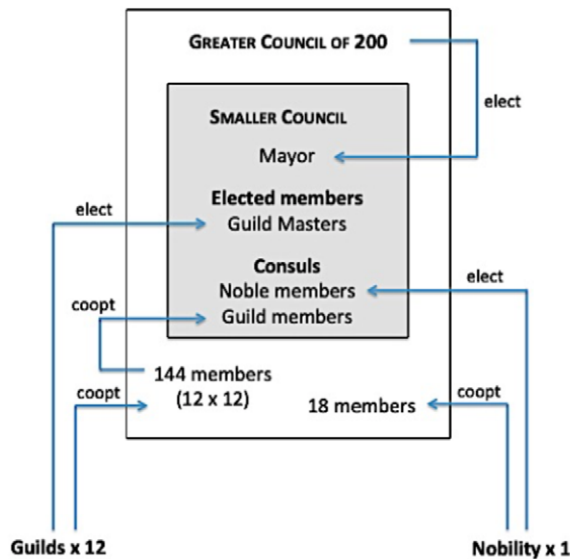 GREATER COUNCIL OF 200
elect
SMALLER COUNCIL
Mayor
Elected members
elect
Guild Masters
Consuls
Noble members
elect
coopt
Guild members
144 members
(12 x 12)
coopt
18 members
coopt
Guilds x 12
Nobility x 1